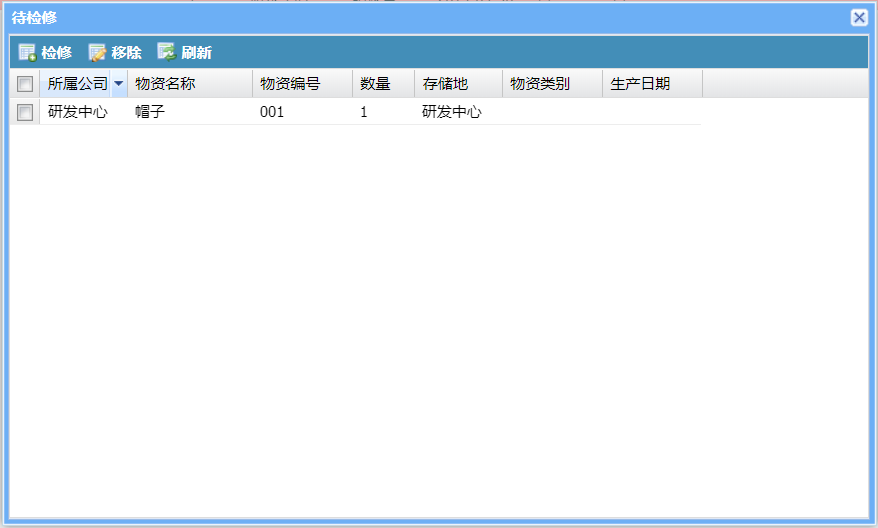 待检修
检修 移除 刷新
所属公司 物资名称 物资编号 数量 存储地 物资类别 生产日期
研发中心 帽子 001 1 研发中心